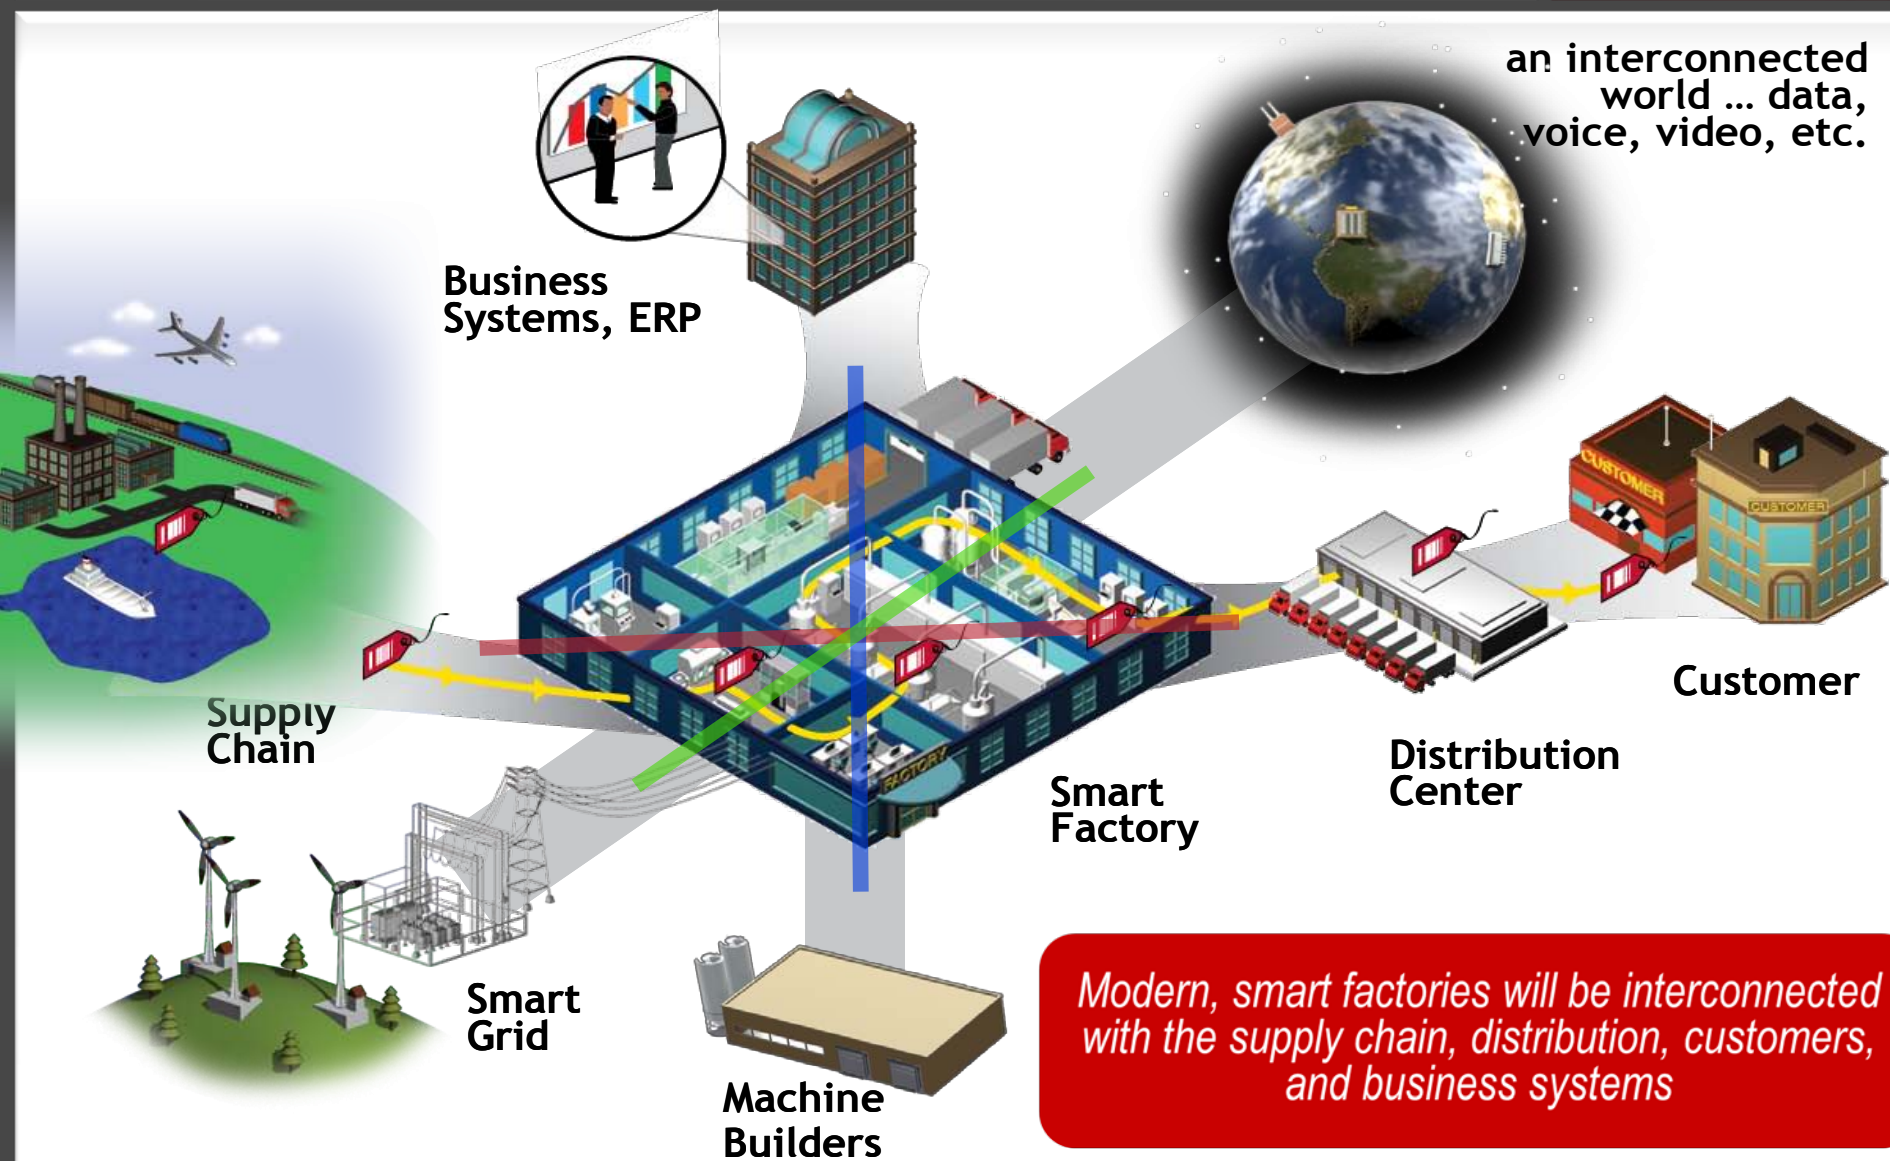 an interconnected
world ... data,
voice, video, etc.
Business
Systems, ERP
CUSTOMER
CUSTOMER
Customer
Supply
Chain
Distribution
Center
FACTORY
Smart
Factory
Smart
Grid
Machine
Builders
Modern, smart factories will be interconnected
with the supply chain, distribution, customers,
and business systems